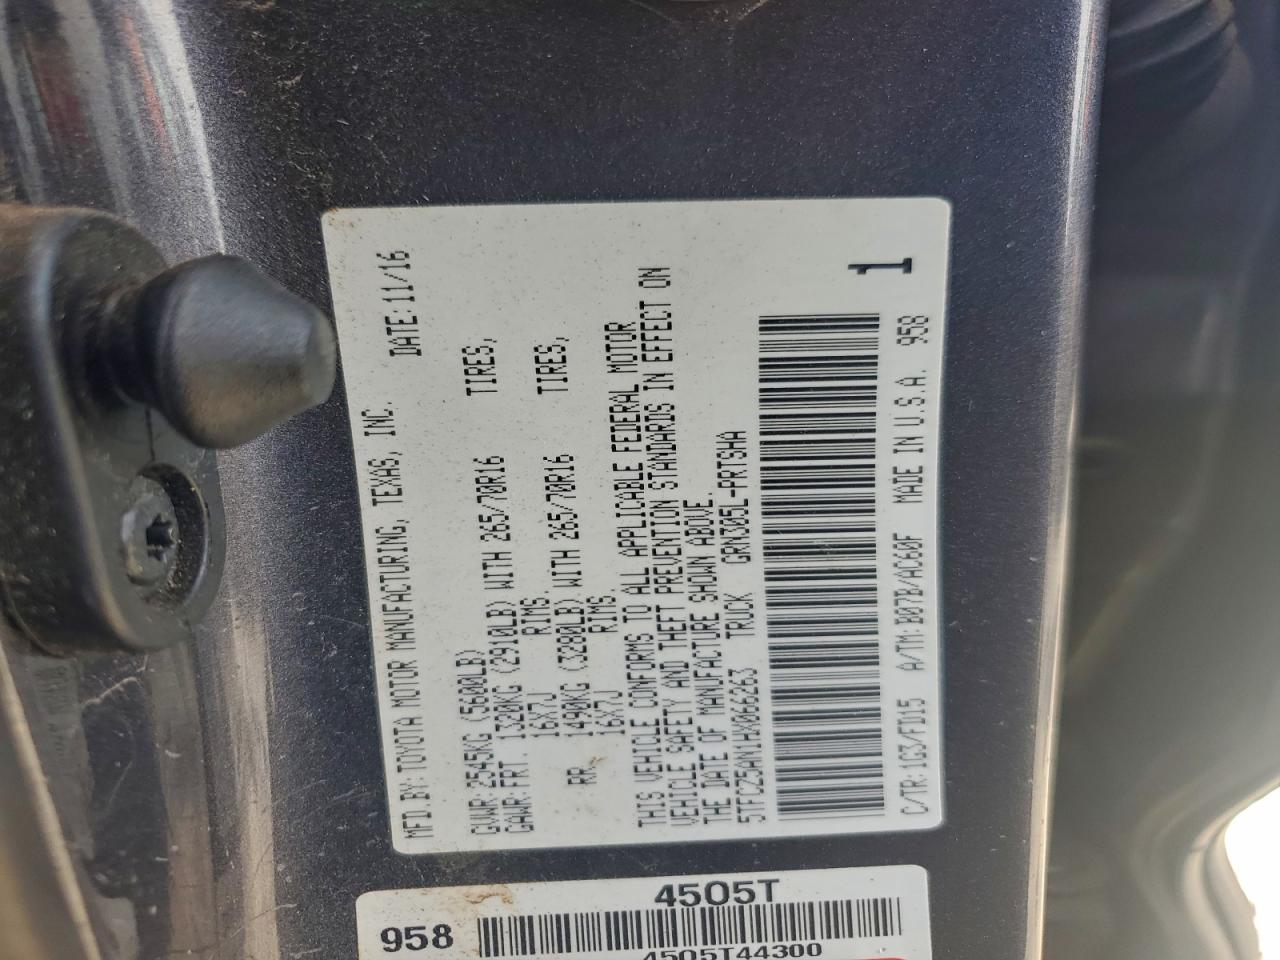 MFD.BY: TOYOTA MOTOR MANUFACTURING, TEXAS, INC.
DATE: 11/16
GVWR: 2545KG (5600LB)
GAWR:FRT. 1320KG (2910LB) WITH 265/70R16 TIRES,
16X7J RIMS.
RR. 1490KG (3280LB) WITH 265/70R16 TIRES,
16X7J RIMS.
THIS VEHICLE CONFORMS TO ALL APPLICABLE FEDERAL MOTOR
VEHICLE SAFETY AND THEFT PREVENTION STANDARDS IN EFFECT ON
THE DATE OF MANUFACTURE SHOWN ABOVE.
5TFCZ5AN1HX062263 TRUCK GRN305L-PRTSHA
1
C/TR: 1G3/FD15 A/TM: B07B/AC60F MADE IN U.S.A. 958
4505T
958
4505T44300